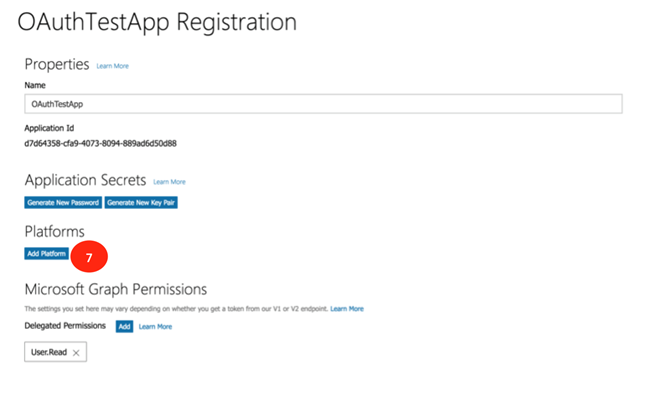 OAuthTestApp Registration
Properties Learn More
Name
OAuthTestApp
Application Id
d7d64358-cfa9-4073-8094-889ad6d50d88
Application Secrets Learn More
Generate New Password Generate New Key Pair
Platforms
Add Platform 7
Microsoft Graph Permissions
The settings you set here may vary depending on whether you get a token from our V1 or V2 endpoint. Learn More
Delegated Permissions Add Learn More
User.Read